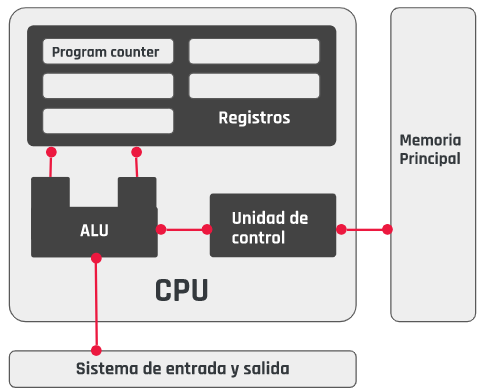 Program counter
Registros
Memoria
Principal
ALU
Unidad de
control
CPU
Sistema de entrada y salida